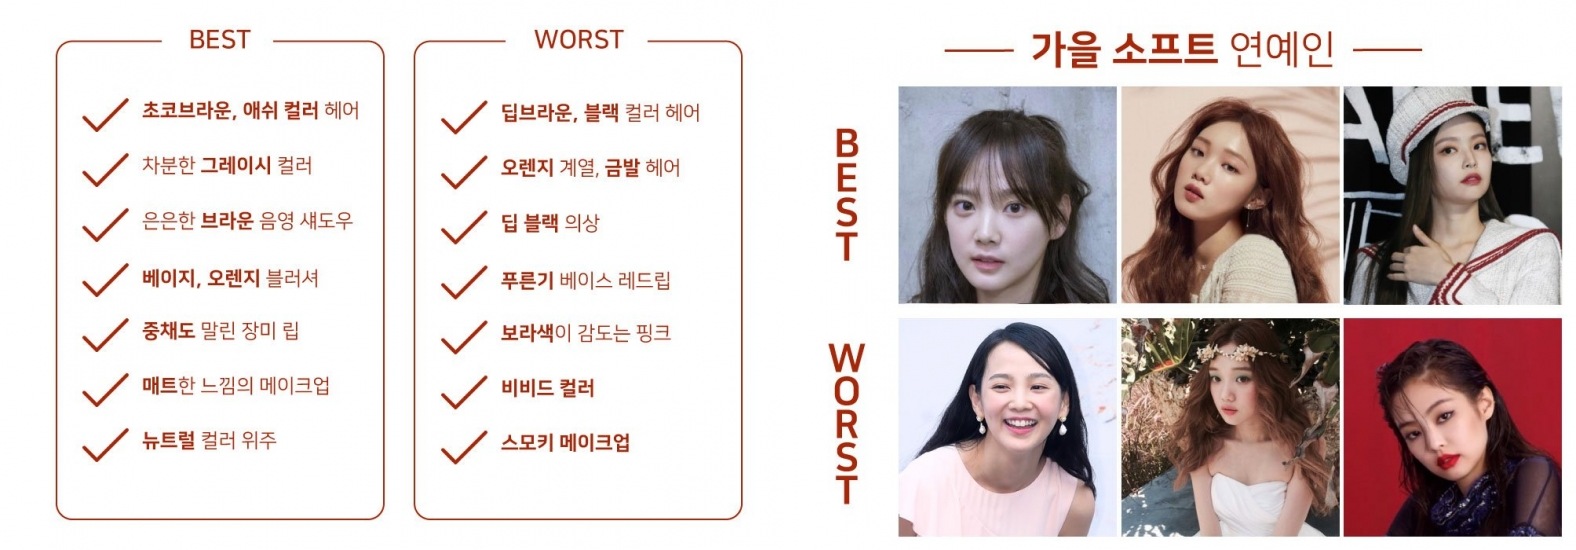 BEST
초코브라운, 애쉬 컬러 헤어
차분한 그레이시 컬러
은은한 브라운 음영 섀도우
베이지, 오렌지 블러셔
중채도 말린 장미 립
매트한 느낌의 메이크업
뉴트럴 컬러 위주
WORST
딥브라운, 블랙 컬러 헤어
오렌지 계열, 금발 헤어
딥 블랙 의상
푸른기 베이스 레드립
보라색이 감도는 핑크
비비드 컬러
스모키 메이크업
가을 소프트 연예인
BEST
WORST